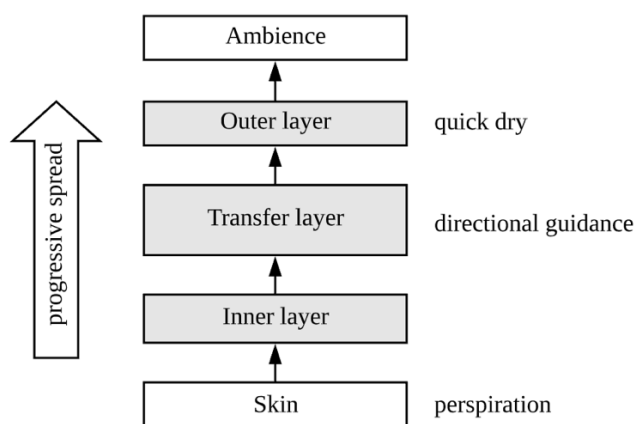 Ambience
Outer layer
quick dry
Transfer layer
directional guidance
progressive spread
Inner layer
Skin
perspiration